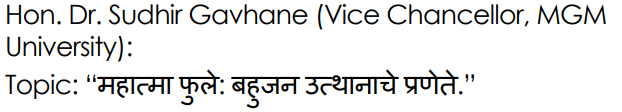 Hon. Dr. Sudhir Gavhane (Vice Chancellor, MGM
University):
Topic: “महात्मा फुले: बहुजन उत्थानाचे प्रणेते.”